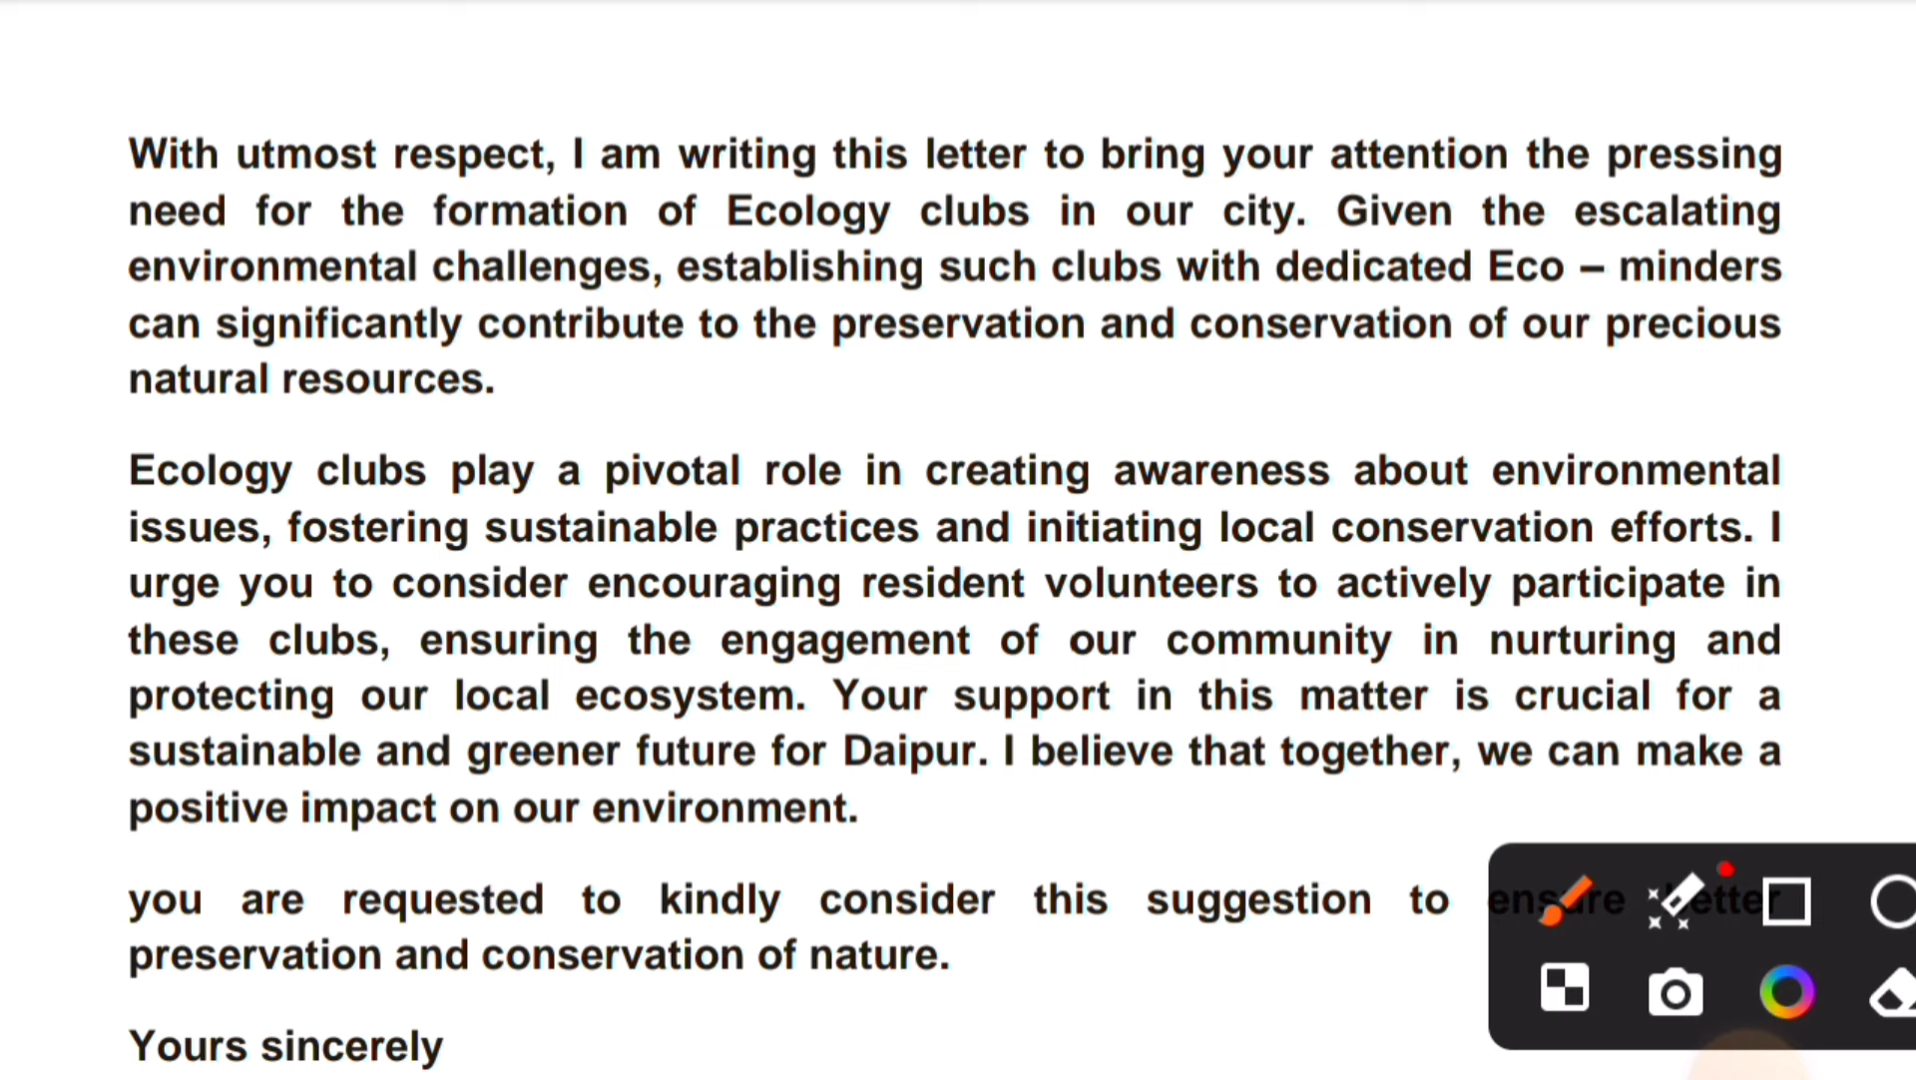 With utmost respect, I am writing this letter to bring your attention the pressing
need for the formation of Ecology clubs in our city. Given the escalating
environmental challenges, establishing such clubs with dedicated Eco – minders
can significantly contribute to the preservation and conservation of our precious
natural resources.
Ecology clubs play a pivotal role in creating awareness about environmental
issues, fostering sustainable practices and initiating local conservation efforts. I
urge you to consider encouraging resident volunteers to actively participate in
these clubs, ensuring the engagement of our community in nurturing and
protecting our local ecosystem. Your support in this matter is crucial for a
sustainable and greener future for Daipur. I believe that together, we can make a
positive impact on our environment.
you are requested to kindly consider this suggestion to ensure
preservation and conservation of nature.
Yours sincerely